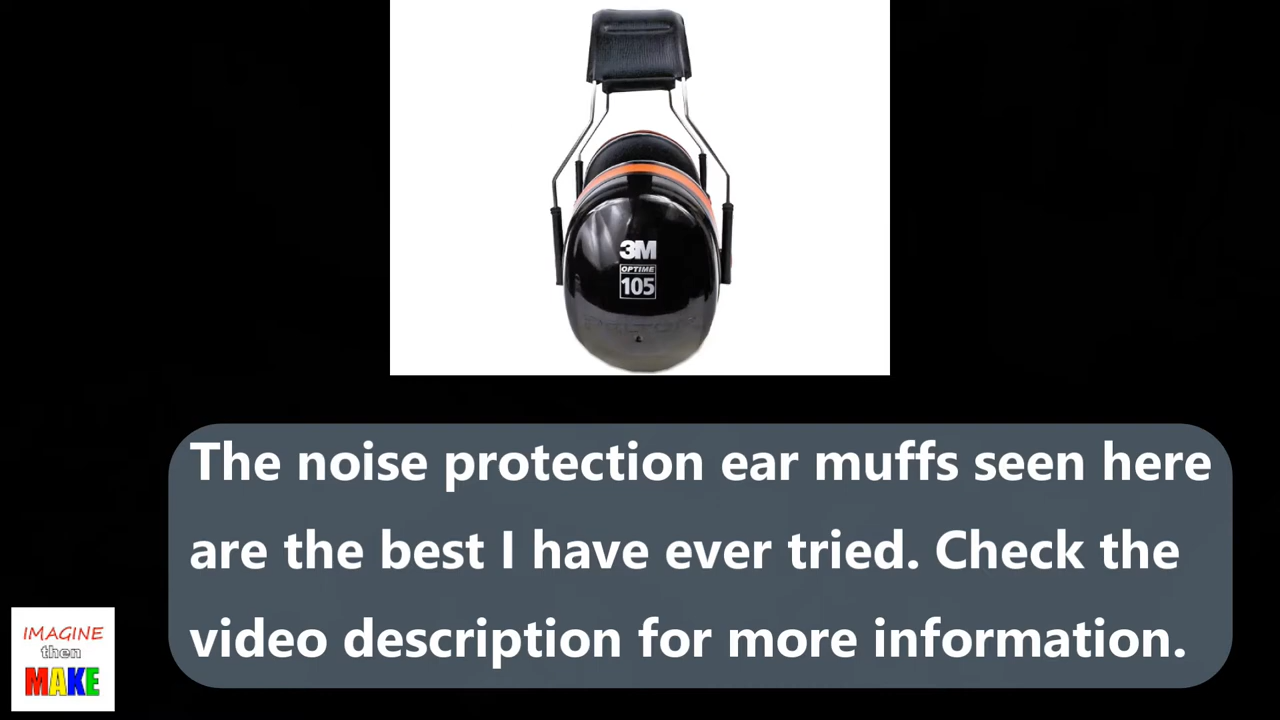 3M
OPTIME
105
PELTOR
The noise protection ear muffs seen here
are the best I have ever tried. Check the
video description for more information.
IMAGINE
then
MAKE